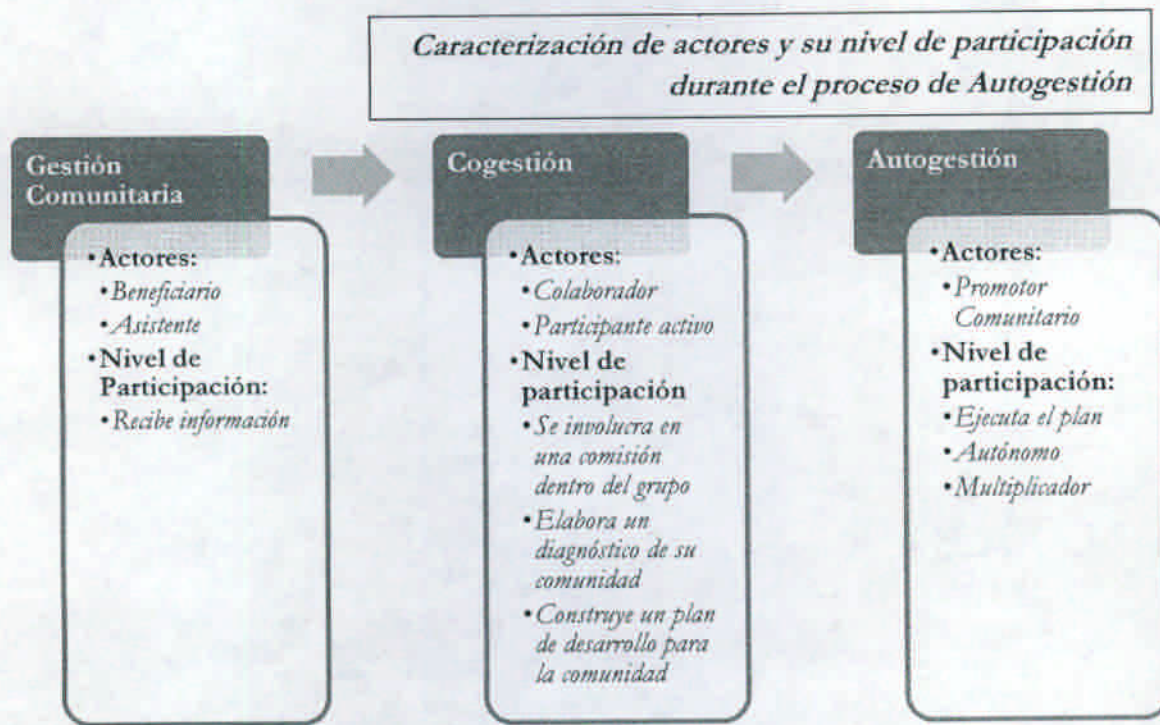 Caracterización de actores y su nivel de participación
durante el proceso de Autogestión
Gestión
Comunitaria
•Actores:
•Beneficiario
•Asistente
•Nivel de
Participación:
•Recibe información
Cogestión
•Actores:
•Colaborador
•Participante activo
•Nivel de
participación
•Se involucra en
una comisión
dentro del grupo
•Elabora un
diagnóstico de su
comunidad
•Construye un plan
de desarrollo para
la comunidad
Autogestión
•Actores:
•Promotor
Comunitario
•Nivel de
participación:
•Ejecuta el plan
•Autónomo
•Multiplicador